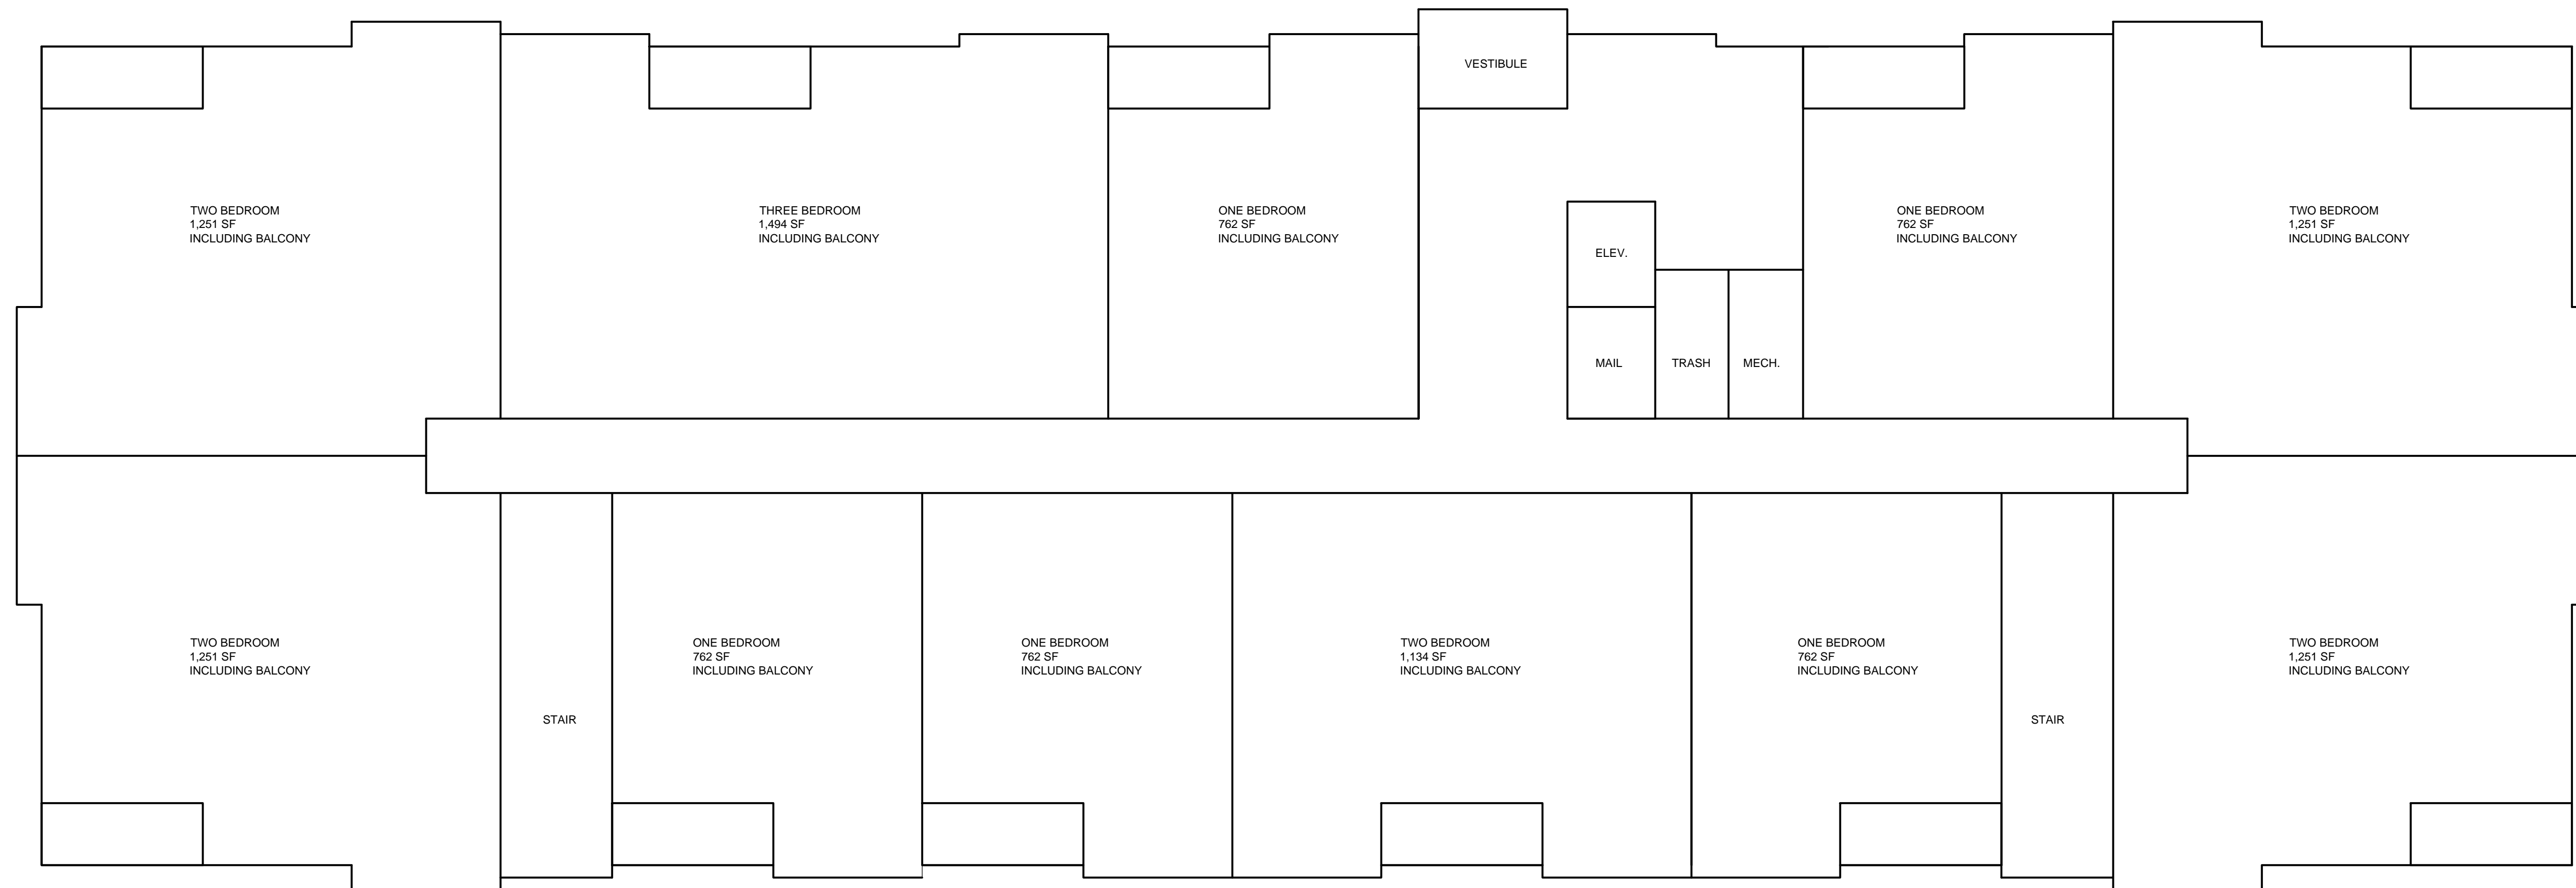 VESTIBULE
TWO BEDROOM
1,251 SF
INCLUDING BALCONY
THREE BEDROOM
1,494 SF
INCLUDING BALCONY
ONE BEDROOM
762 SF
INCLUDING BALCONY
ELEV.
MAIL
TRASH
MECH.
ONE BEDROOM
762 SF
INCLUDING BALCONY
TWO BEDROOM
1,251 SF
INCLUDING BALCONY
TWO BEDROOM
1,251 SF
INCLUDING BALCONY
STAIR
ONE BEDROOM
762 SF
INCLUDING BALCONY
ONE BEDROOM
762 SF
INCLUDING BALCONY
TWO BEDROOM
1,134 SF
INCLUDING BALCONY
ONE BEDROOM
762 SF
INCLUDING BALCONY
STAIR
TWO BEDROOM
1,251 SF
INCLUDING BALCONY